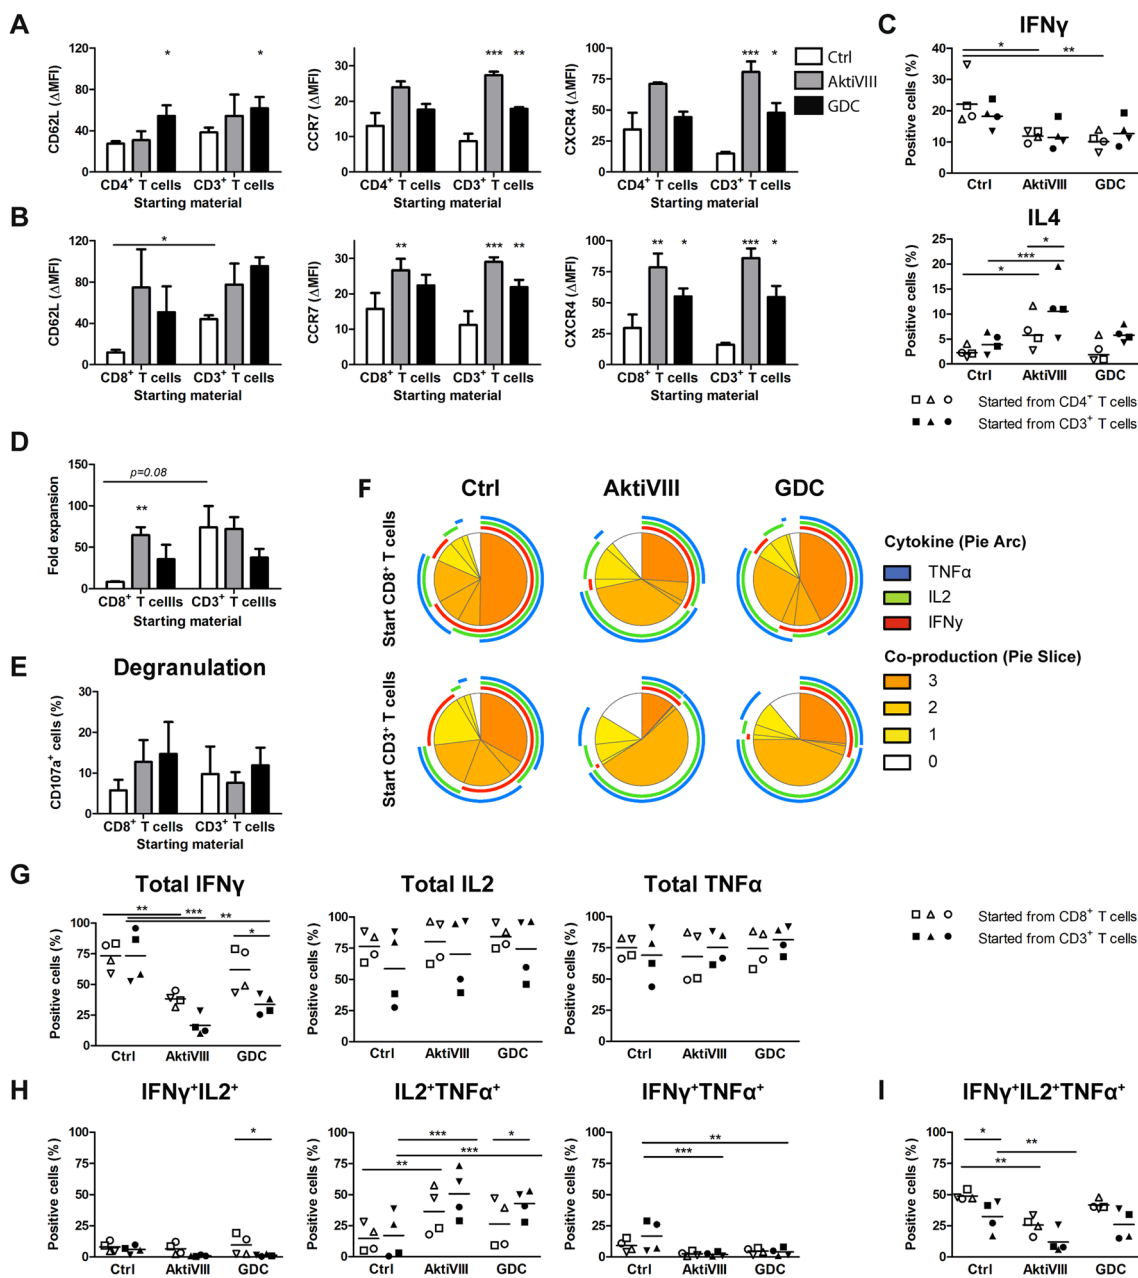 A
CD62L (ΔMFI)
120
80
40
0
CD4+ T cells
CD3+ T cells
Starting material
CCR7 (ΔMFI)
30
20
10
0
***
**
CD4+ T cells
CD3+ T cells
Starting material
CXCR4 (ΔMFI)
100
75
50
25
0
***
*
CD4+ T cells
CD3+ T cells
Starting material
*
*
Ctrl
AktiVIII
GDC
B
CD62L (ΔMFI)
120
80
40
0
*
CD8+ T cells
CD3+ T cells
Starting material
CCR7 (ΔMFI)
30
20
10
0
**
***
**
CD8+ T cells
CD3+ T cells
Starting material
CXCR4 (ΔMFI)
100
75
50
25
0
**
*
***
*
CD8+ T cells
CD3+ T cells
Starting material
C
IFNγ
Positive cells (%)
40
30
20
10
0
*
**
Ctrl
AktiVIII
GDC
IL4
Positive cells (%)
25
20
15
10
5
0
*
***
*
Ctrl
AktiVIII
GDC
Started from CD4+ T cells
Started from CD3+ T cells
D
Fold expansion
150
100
50
0
p=0.08
**
CD8+ T cellls
CD3+ T cellls
Starting material
E
Degranulation
CD107a+ cells (%)
30
20
10
0
CD8+ T cells
CD3+ T cells
Starting material
F
Ctrl
AktiVIII
GDC
Start CD8+ T cells
Start CD3+ T cells
Cytokine (Pie Arc)
TNFα
IL2
IFNy
Co-production (Pie Slice)
3
2
1
0
G
Total IFNγ
Positive cells (%)
100
75
50
25
0
**
***
**
*
Ctrl
AktiVIII
GDC
Total IL2
Positive cells (%)
100
75
50
25
0
Ctrl
AktiVIII
GDC
Total TNFα
Positive cells (%)
100
75
50
25
0
Ctrl
AktiVIII
GDC
Started from CD8+ T cells
Started from CD3+ T cells
H
IFNγ+IL2+
Positive cells (%)
100
75
50
25
0
*
Ctrl
AktiVIII
GDC
IL2+TNFα+
Positive cells (%)
100
75
50
25
0
***
*
***
**
Ctrl
AktiVIII
GDC
IFNγ+TNFα+
Positive cells (%)
100
75
50
25
0
**
***
Ctrl
AktiVIII
GDC
I
IFNγ+IL2+TNFα+
Positive cells (%)
100
75
50
25
0
*
**
**
Ctrl
AktiVIII
GDC